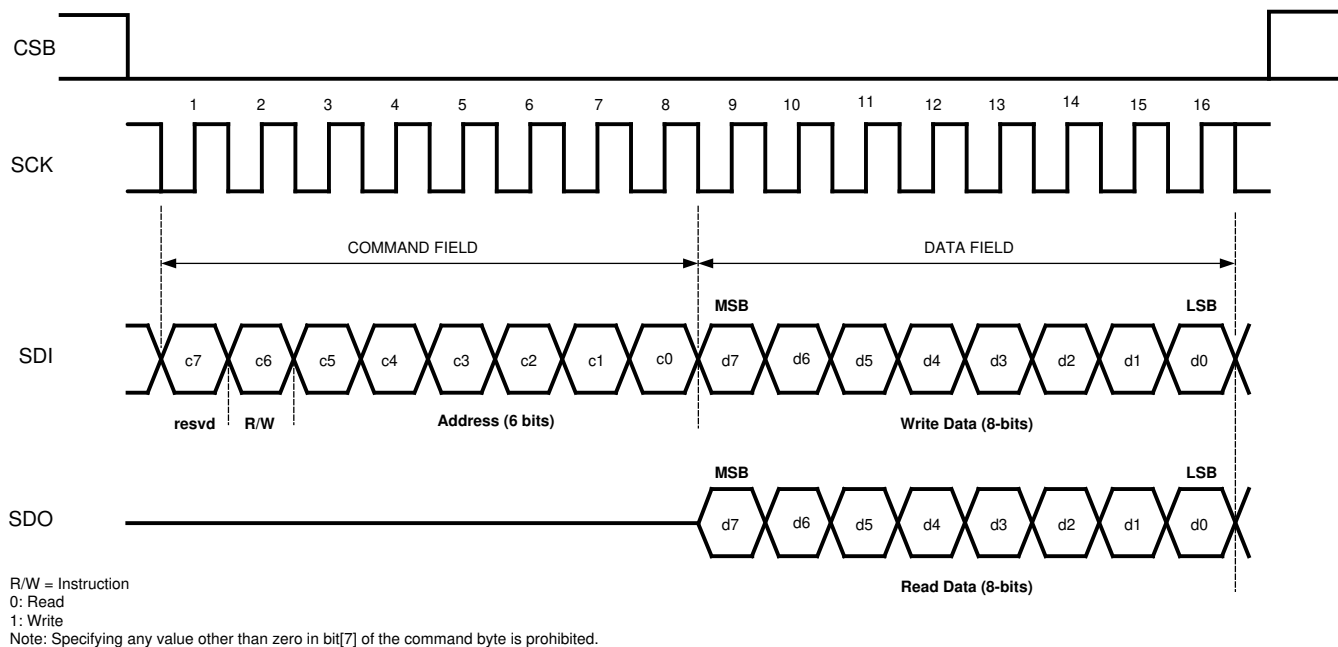 CSB
1 2 3 4 5 6 7 8 9 10 11 12 13 14 15 16
SCK
COMMAND FIELD DATA FIELD
MSB LSB
SDI c7 c6 c5 c4 c3 c2 c1 c0 d7 d6 d5 d4 d3 d2 d1 d0
resvd R/W Address (6 bits) Write Data (8-bits)
MSB LSB
SDO d7 d6 d5 d4 d3 d2 d1 d0
Read Data (8-bits)
R/W = Instruction
0: Read
1: Write
Note: Specifying any value other than zero in bit[7] of the command byte is prohibited.